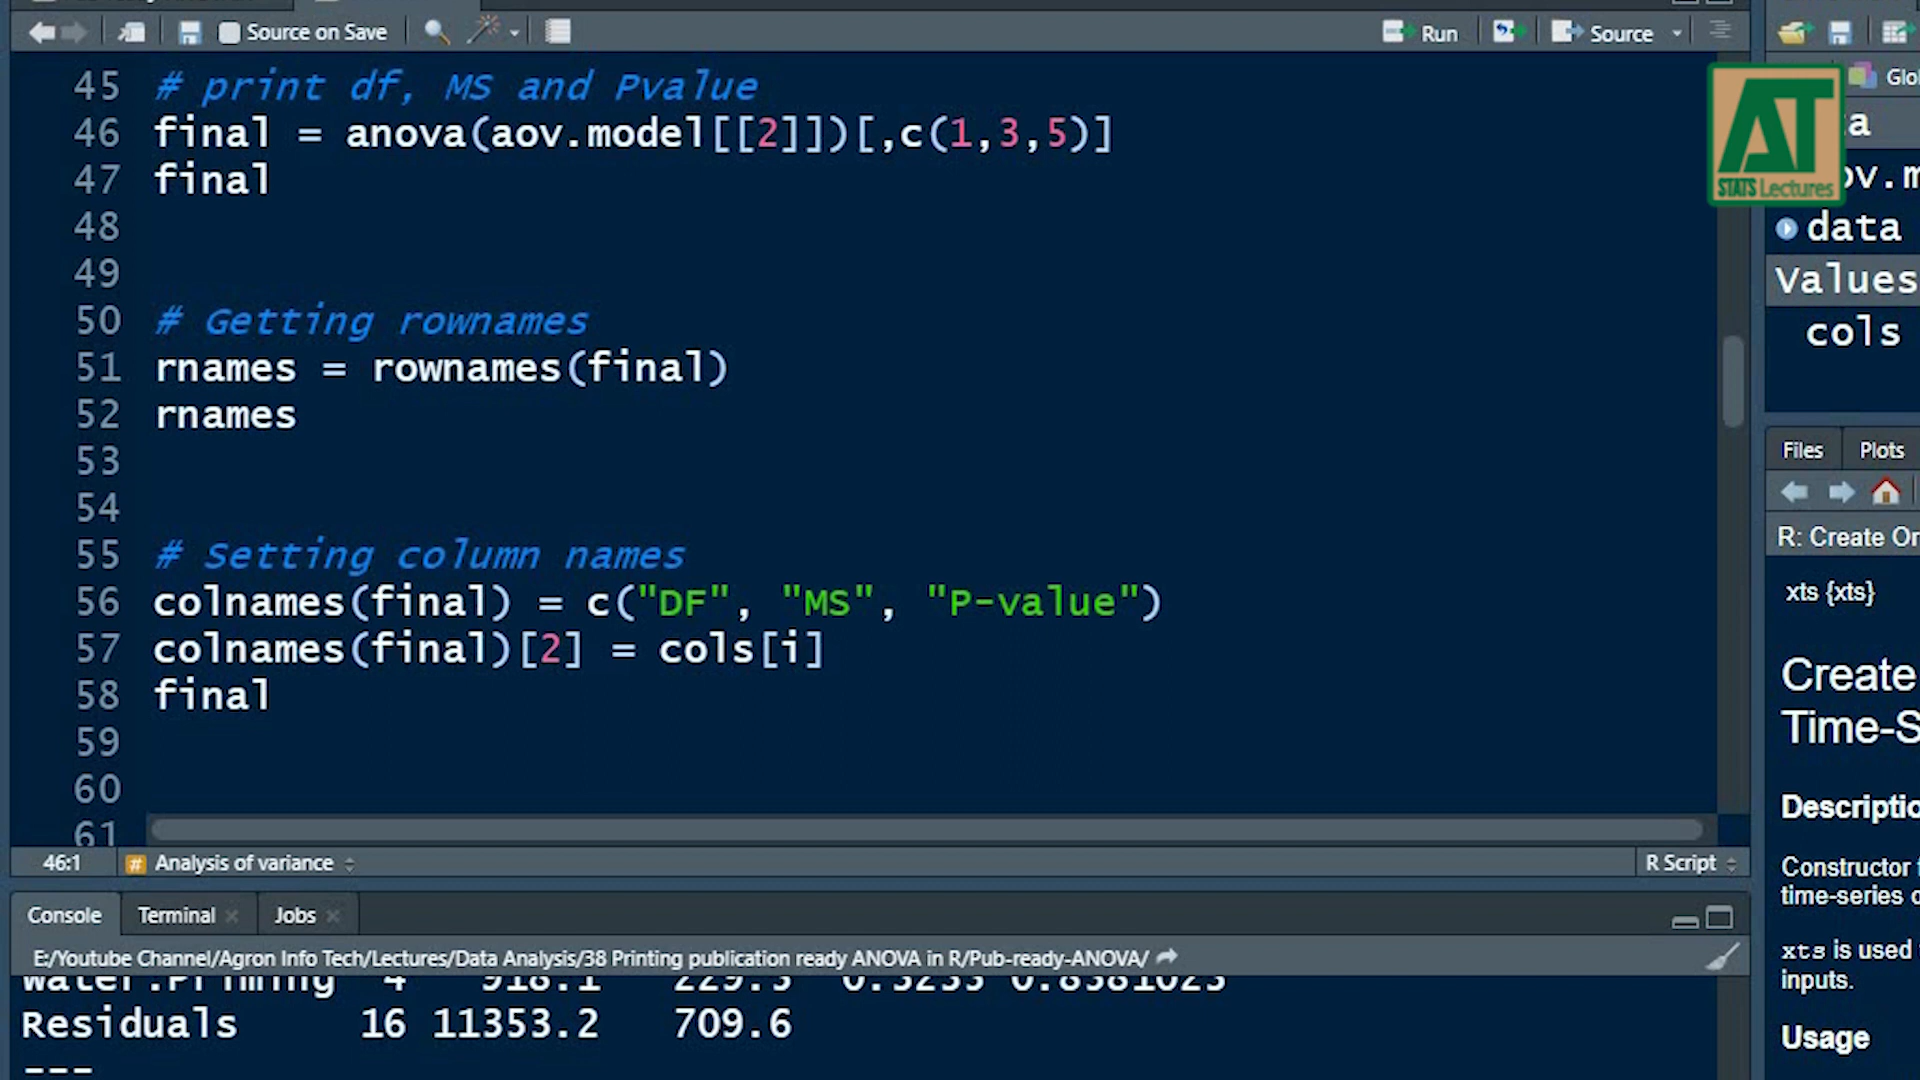 Source on Save
Run
Source
45 # print df, MS and Pvalue
46 final = anova(aov.model[[2]])[,c(1,3,5)]
47 final
48
49
50 # Getting rownames
51 rnames = rownames(final)
52 rnames
53
54
55 # Setting column names
56 colnames(final) = c("DF", "MS", "P-value")
57 colnames(final)[2] = cols[i]
58 final
59
60
61
46:1 Analysis of variance R Script
Console Terminal Jobs
E:/Youtube Channel/Agron Info Tech/Lectures/Data Analysis/38 Printing publication ready ANOVA in R/Pub-ready-ANOVA/
Residuals 16 11353.2 709.6
---
AT
STATS Lectures
data
Values
cols
Files Plots
R: Create Or
xts {xts}
Create
Time-S
Descriptio
Constructor
time-series
xts is used
inputs.
Usage